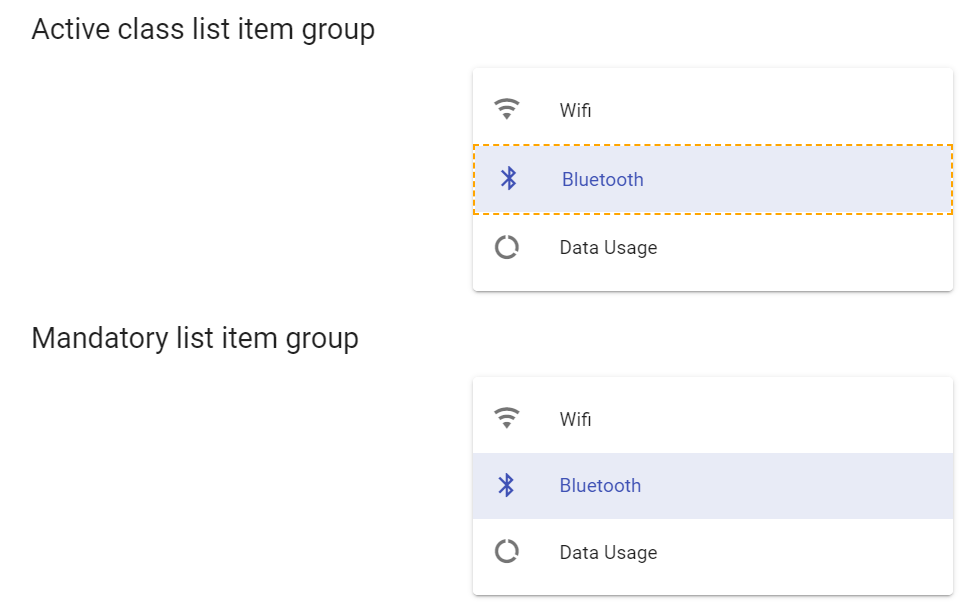 Active class list item group
Wifi
Bluetooth
Data Usage
Mandatory list item group
Wifi
Bluetooth
Data Usage